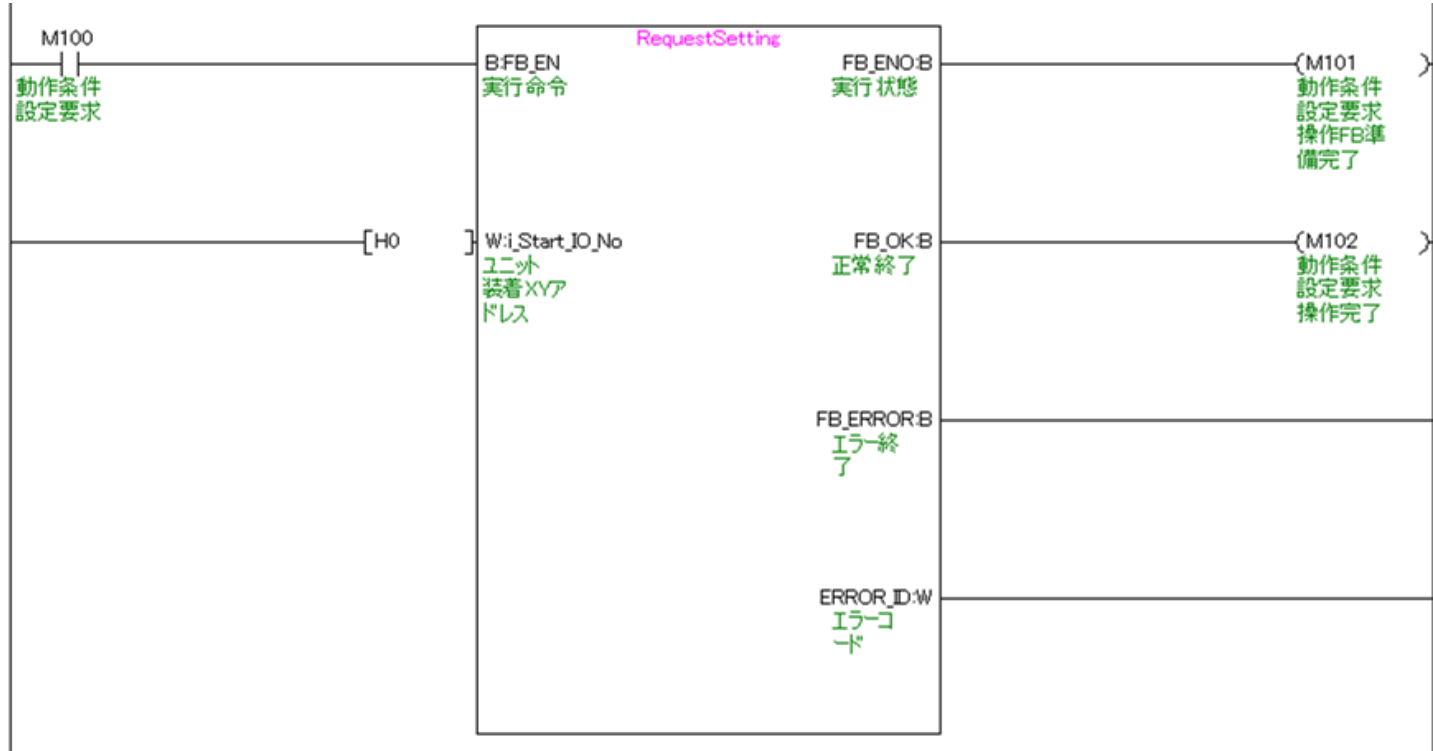 M100
動作条件
設定要求
RequestSetting
B:FB_EN
実行命令
FB_ENO:B
実行状態
M101
動作条件
設定要求
操作FB準
備完了
H0
W:i_Start_IO_No
ユニット
装着XYア
ドレス
FB_OK:B
正常終了
M102
動作条件
設定要求
操作完了
FB_ERROR:B
エラー終
了
ERROR_ID:W
エラーコ
ード